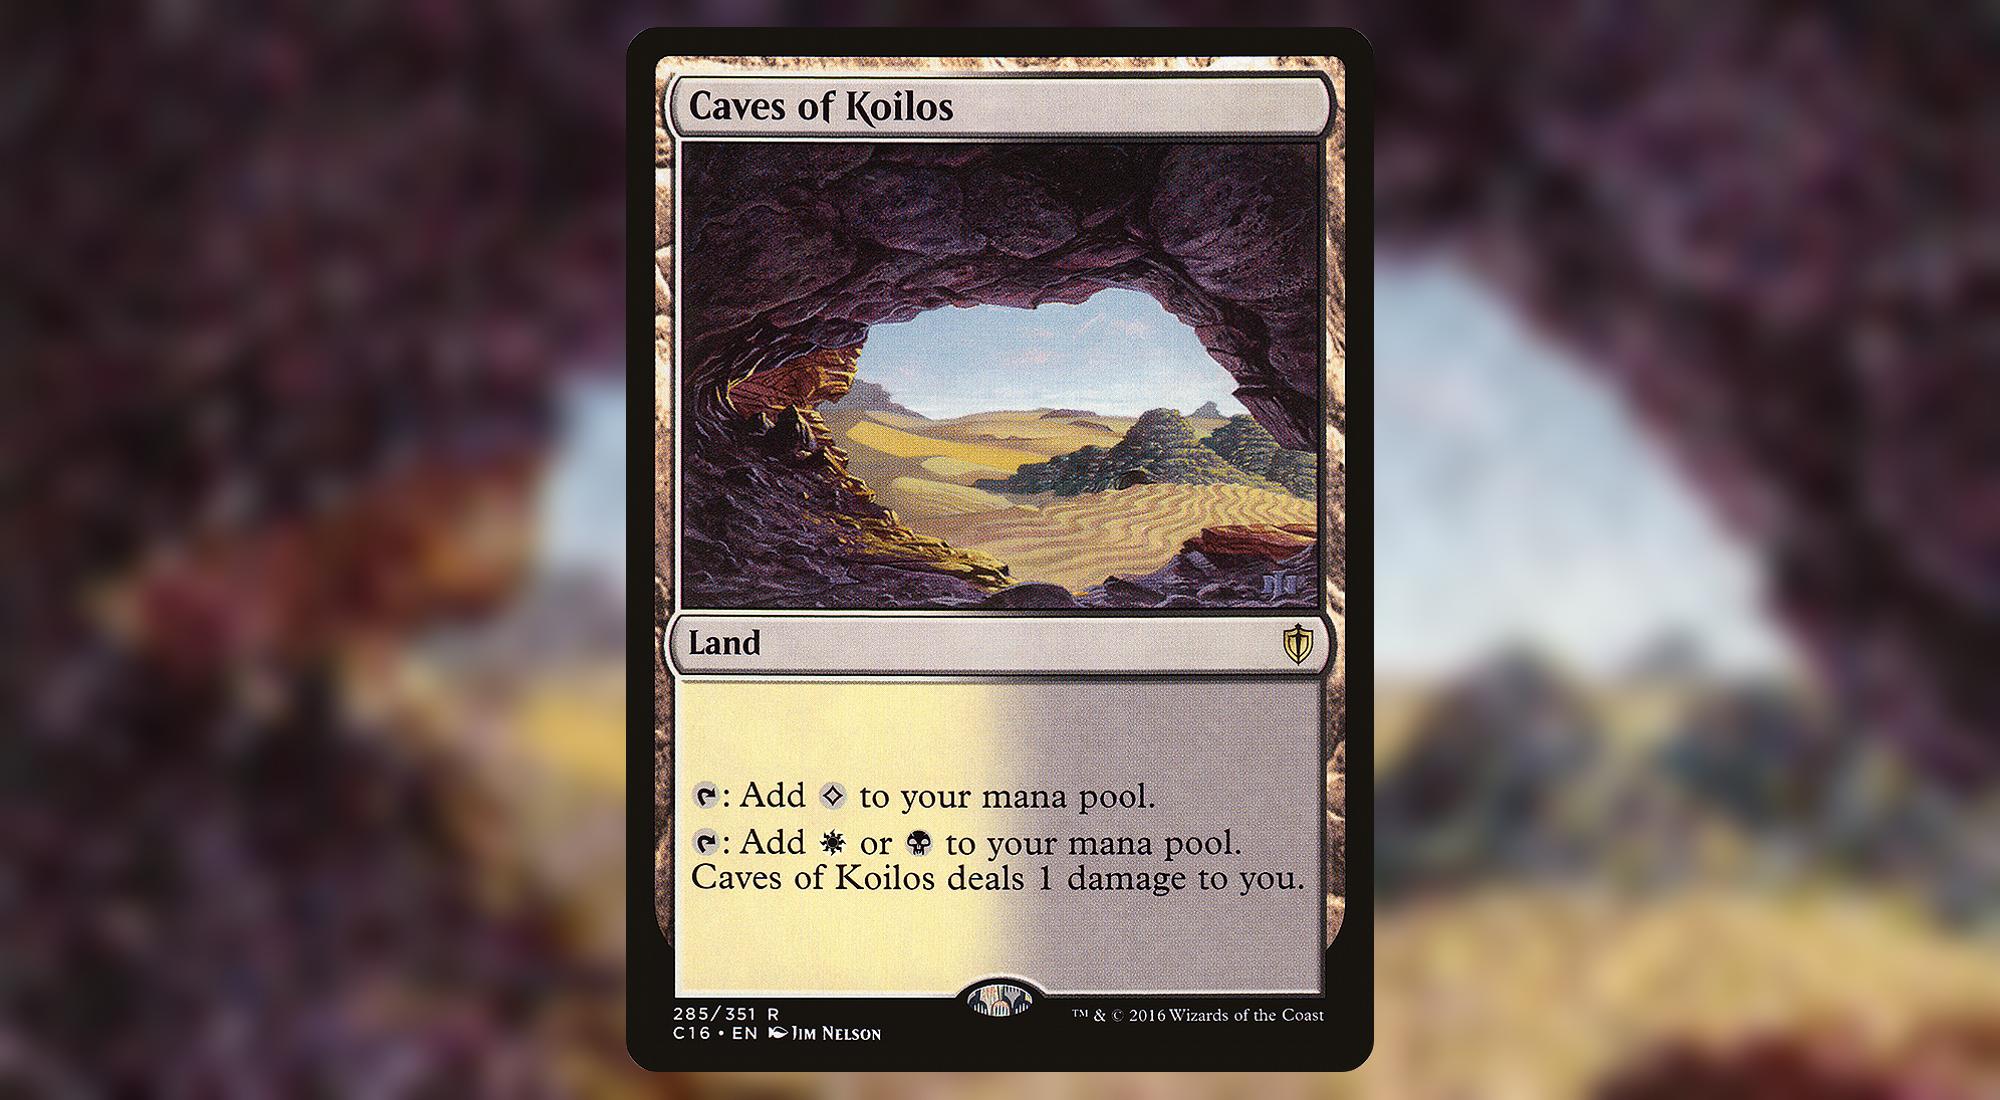 Caves of Koilos
Land
: Add to your mana pool.
: Add or to your mana pool.
Caves of Koilos deals 1 damage to you.
285/351 R
C16 • EN Jim Nelson
™ & © 2016 Wizards of the Coast